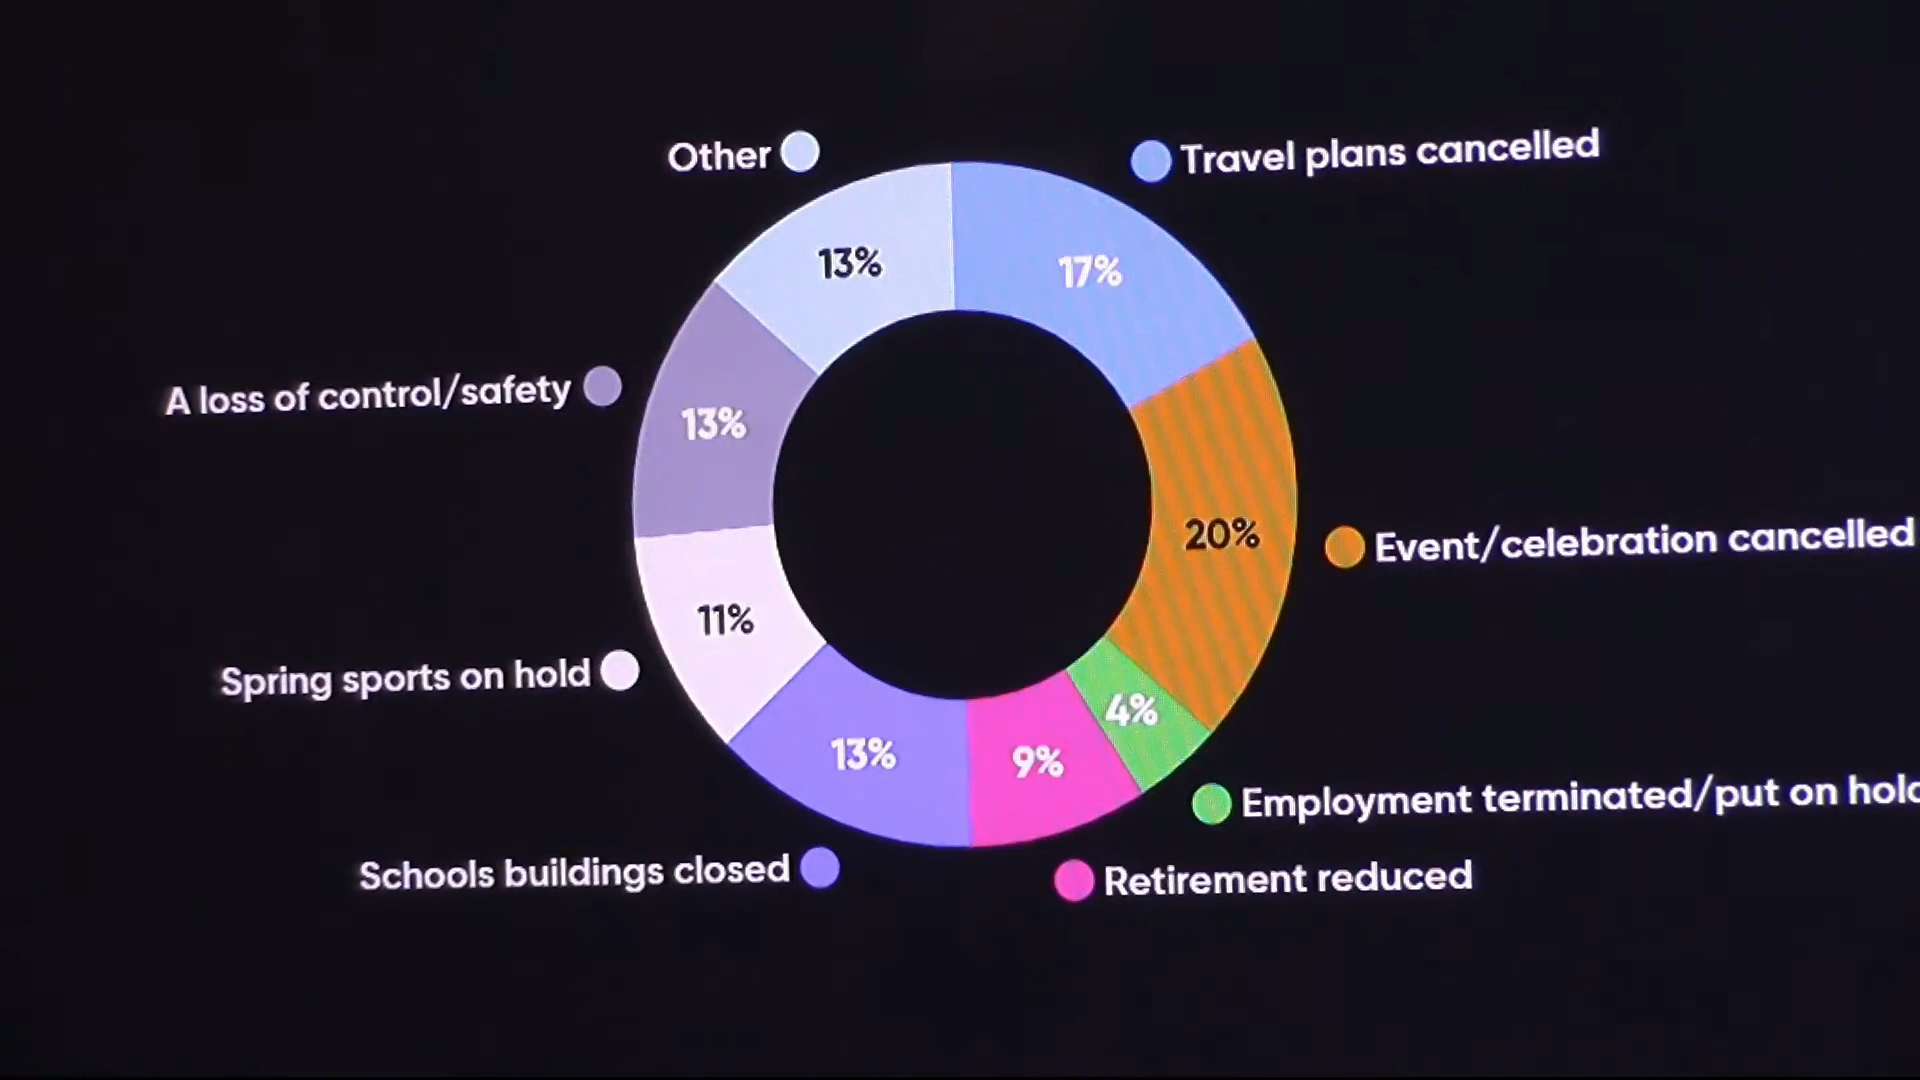 Other
Travel plans cancelled
13%
17%
A loss of control/safety
13%
20%
Event/celebration cancelled
11%
Spring sports on hold
4%
13%
9%
Employment terminated/put on hold
Schools buildings closed
Retirement reduced